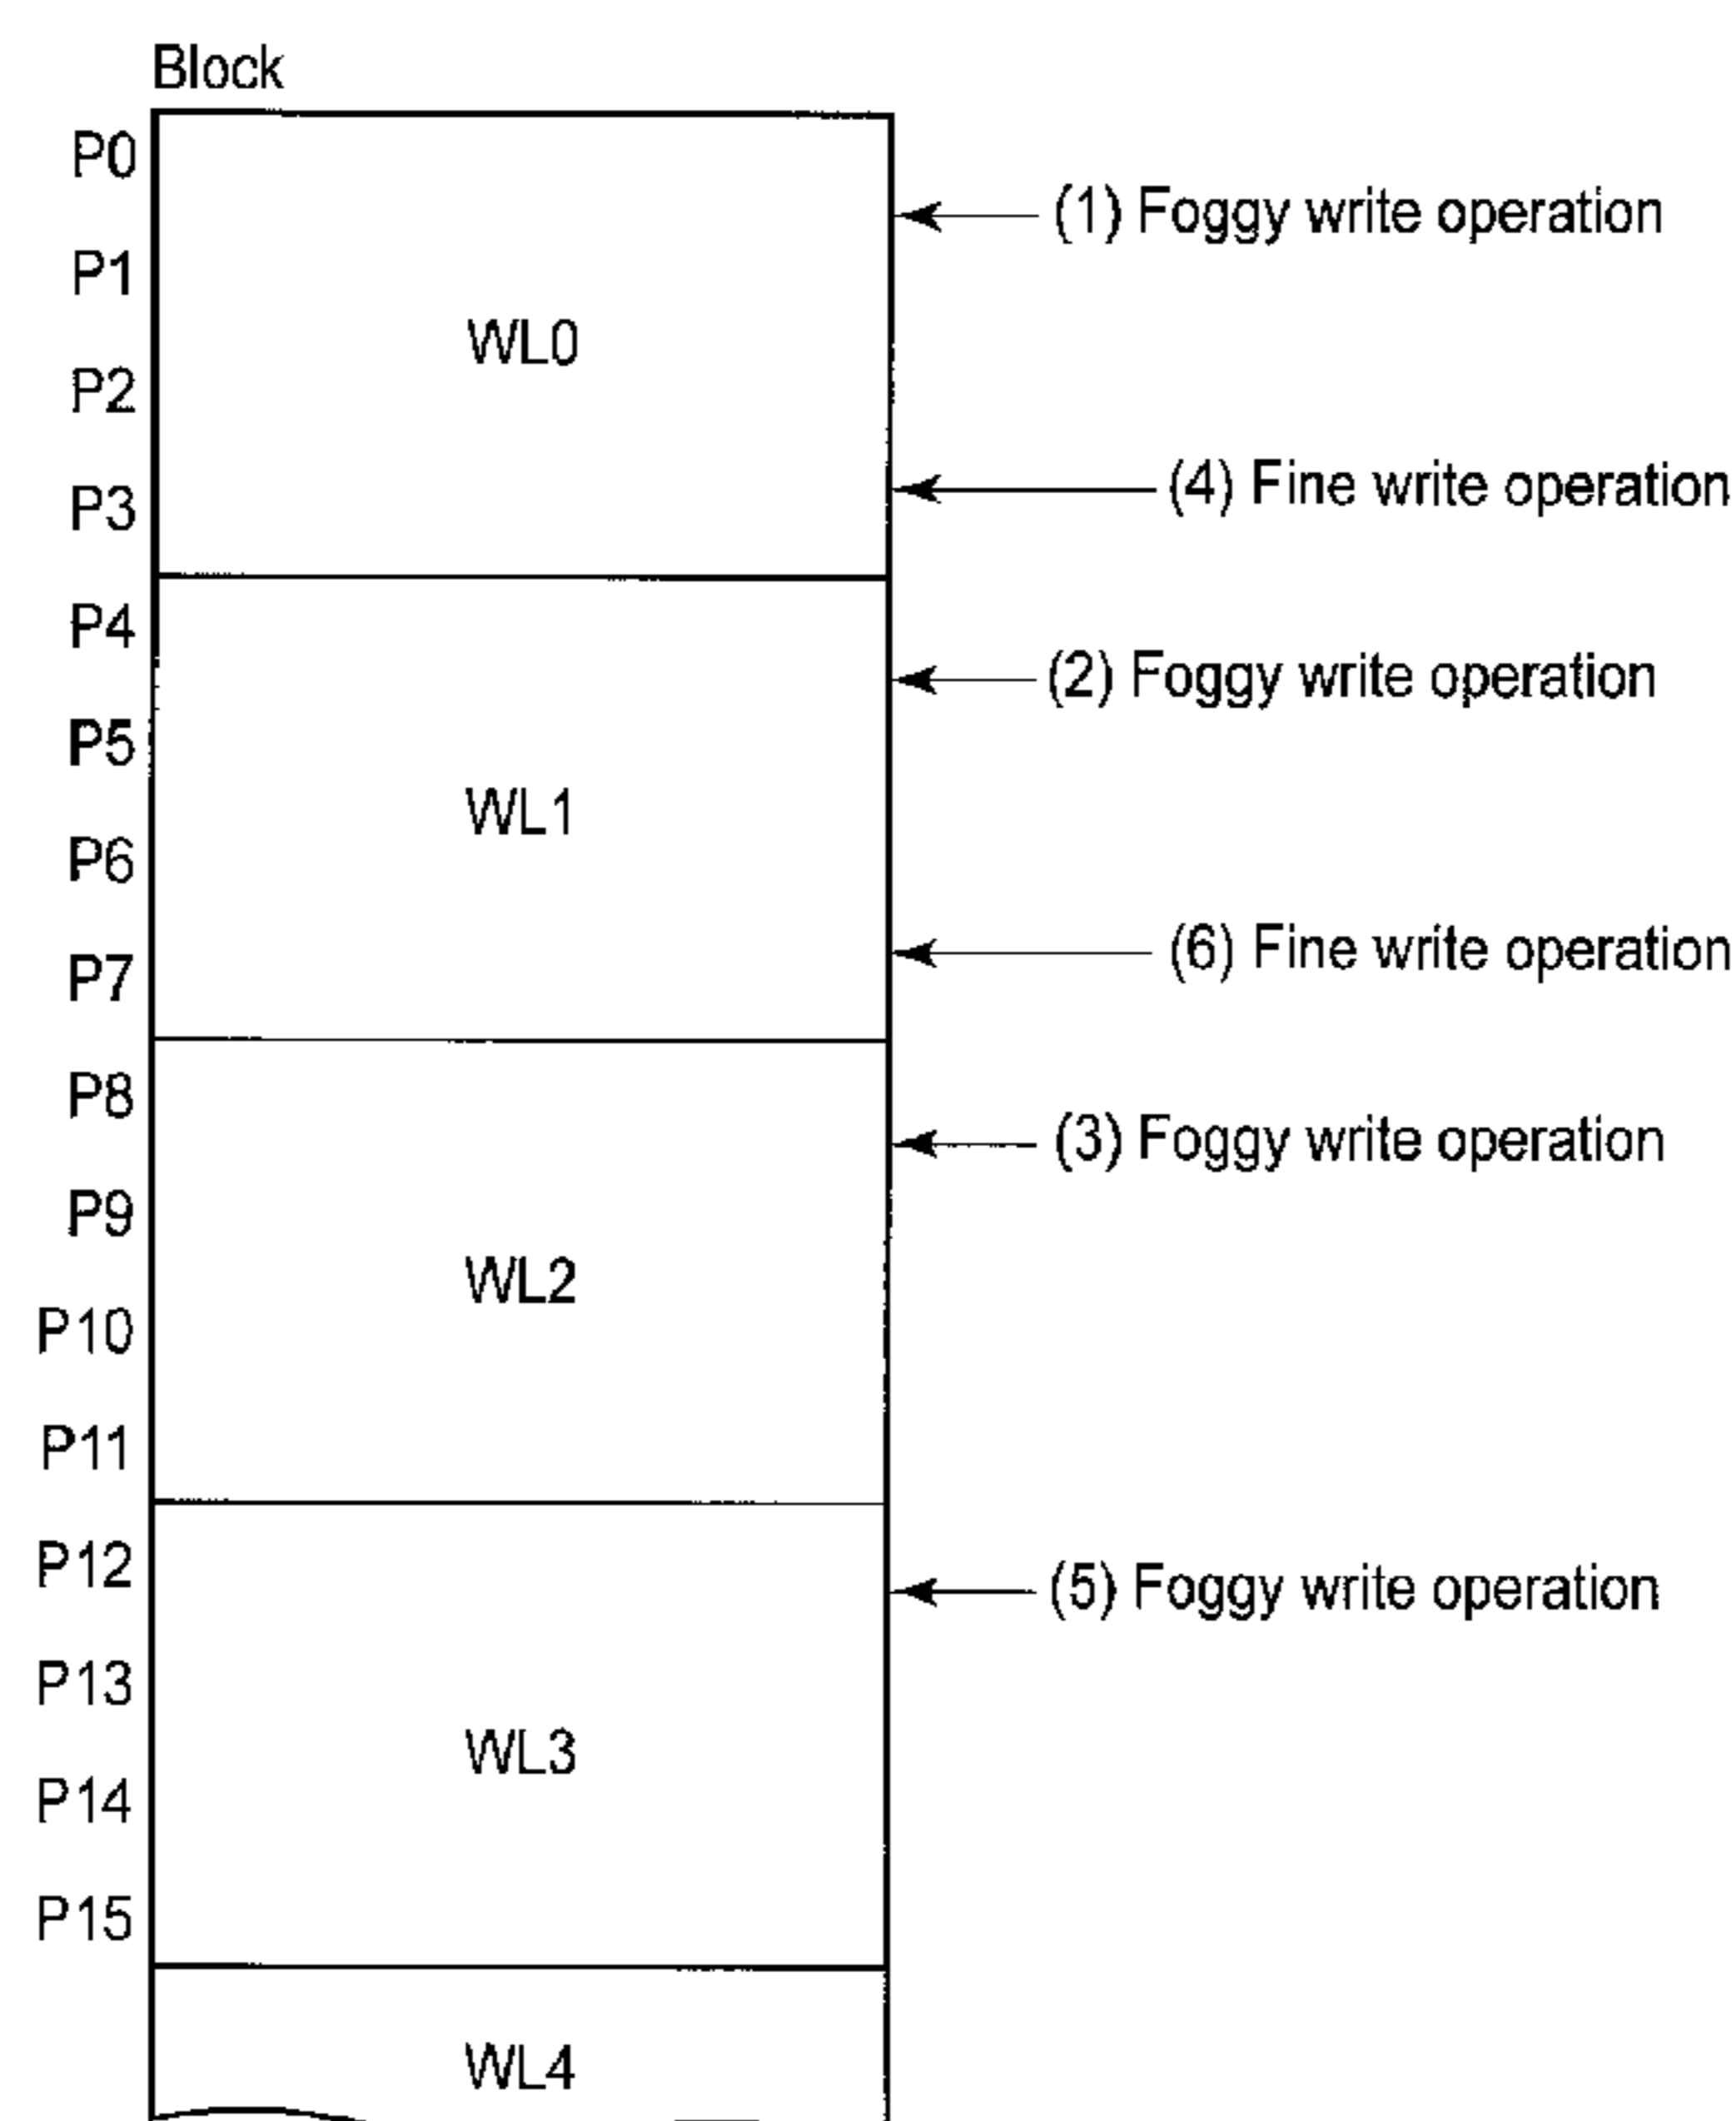 Block
P0
(1) Foggy write operation
P1
WL0
P2
(4) Fine write operation
P3
P4
(2) Foggy write operation
P5
WL1
P6
(6) Fine write operation
P7
P8
(3) Foggy write operation
P9
WL2
P10
P11
P12
(5) Foggy write operation
P13
WL3
P14
P15
WL4